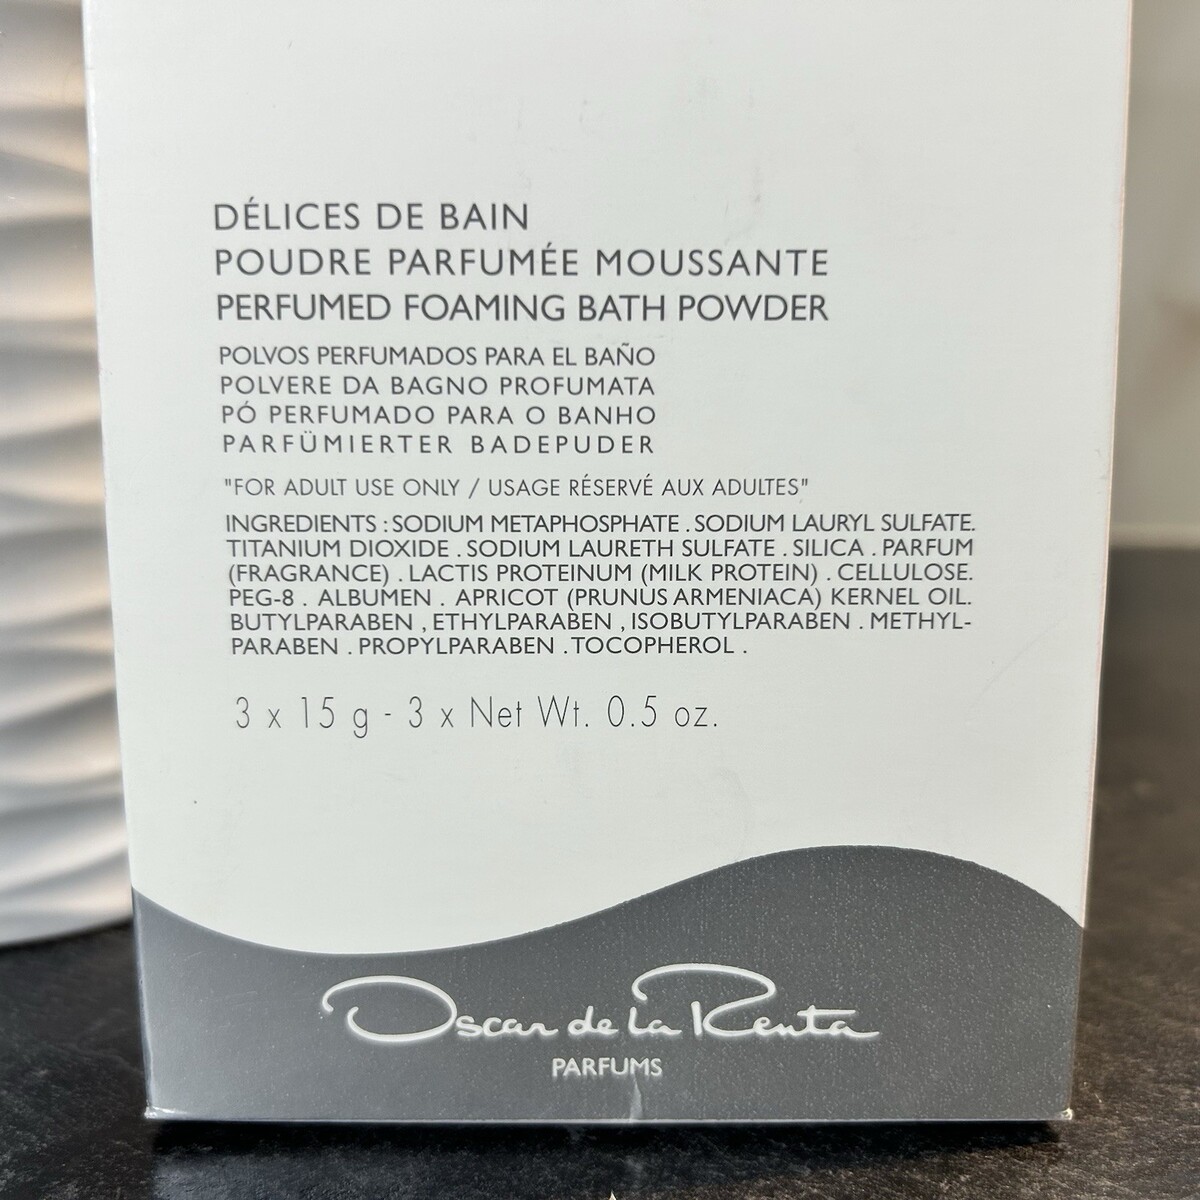 DÉLICES DE BAIN
POUDRE PARFUMÉE MOUSSANTE
PERFUMED FOAMING BATH POWDER
POLVOS PERFUMADOS PARA EL BAÑO
POLVERE DA BAGNO PROFUMATA
PÓ PERFUMADO PARA O BANHO
PARFÜMIERTER BADEPUDER
"FOR ADULT USE ONLY / USAGE RÉSERVÉ AUX ADULTES"
INGREDIENTS : SODIUM METAPHOSPHATE . SODIUM LAURYL SULFATE.
TITANIUM DIOXIDE . SODIUM LAURETH SULFATE . SILICA . PARFUM
(FRAGRANCE) . LACTIS PROTEINUM (MILK PROTEIN) . CELLULOSE.
PEG-8 . ALBUMEN . APRICOT (PRUNUS ARMENIACA) KERNEL OIL.
BUTYLPARABEN , ETHYLPARABEN , ISOBUTYLPARABEN . METHYL-
PARABEN . PROPYLPARABEN . TOCOPHEROL .
3 x 15 g - 3 x Net Wt. 0.5 oz.
Oscar de la Renta
PARFUMS